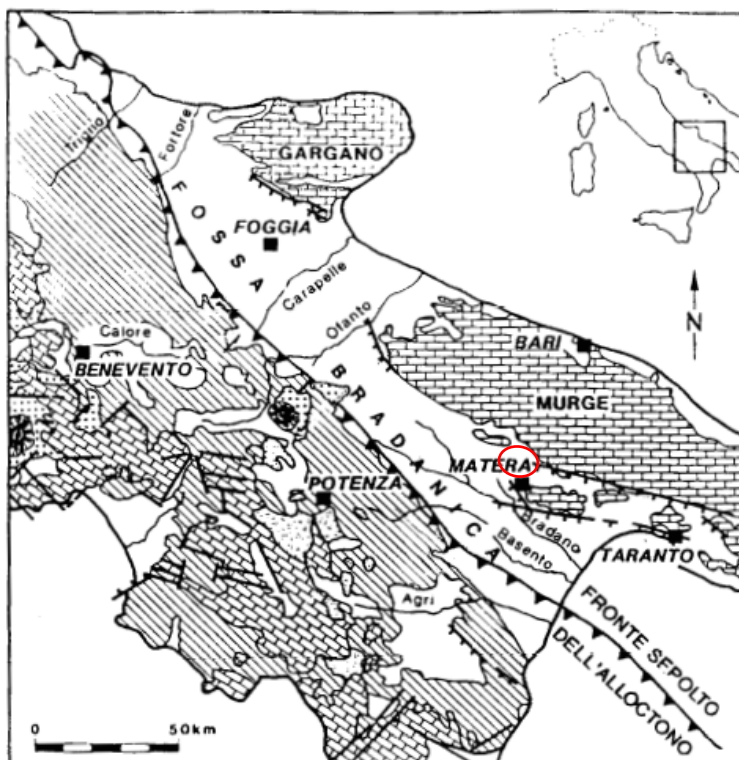 Trigno
Fortore
GARGANO
FOSSA
FOGGIA
Carapelle
Ofanto
N
Calore
BENEVENTO
BARI
MURGE
BRADANICA
MATERA
POTENZA
Bradano
Basento
TARANTO
Agri
FRONTE SEPOLTO
DELL'ALLOCTONO
0 50km